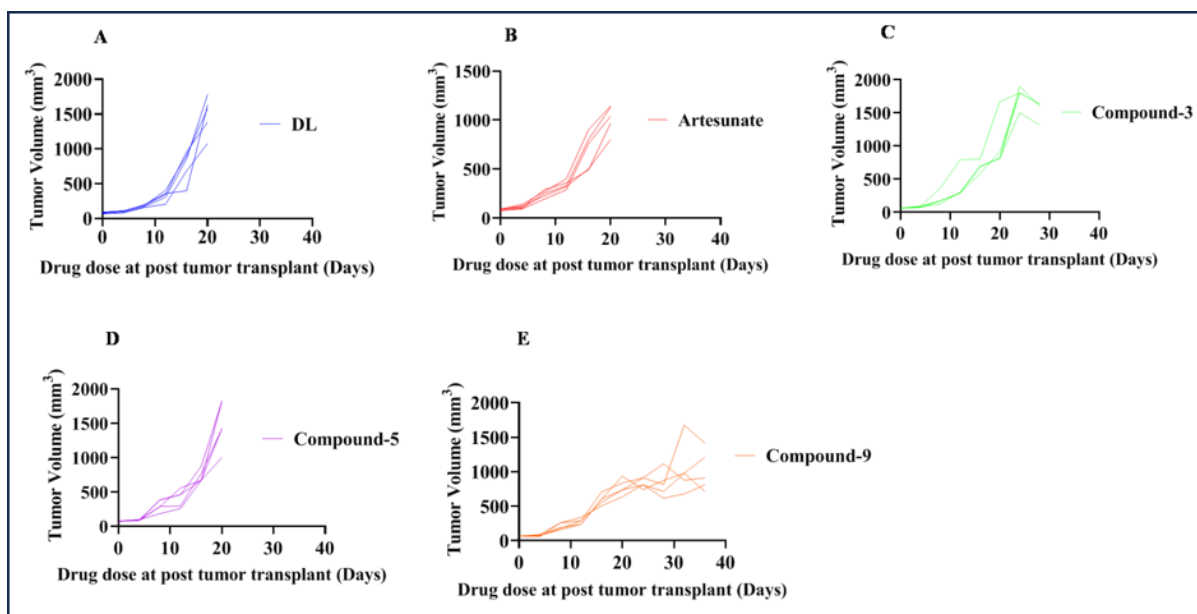 A
Tumor Volume (mm³)
2000
1500
1000
500
0
0 10 20 30 40
DL
Drug dose at post tumor transplant (Days)
B
Tumor Volume (mm³)
1500
1000
500
0
0 10 20 30 40
Artesunate
Drug dose at post tumor transplant (Days)
C
Tumor Volume (mm³)
2000
1500
1000
500
0
0 10 20 30 40
Compound-3
Drug dose at post tumor transplant (Days)
D
Tumor Volume (mm³)
2000
1500
1000
500
0
0 10 20 30 40
Compound-5
Drug dose at post tumor transplant (Days)
E
Tumor Volume (mm³)
2000
1500
1000
500
0
0 10 20 30 40
Compound-9
Drug dose at post tumor transplant (Days)